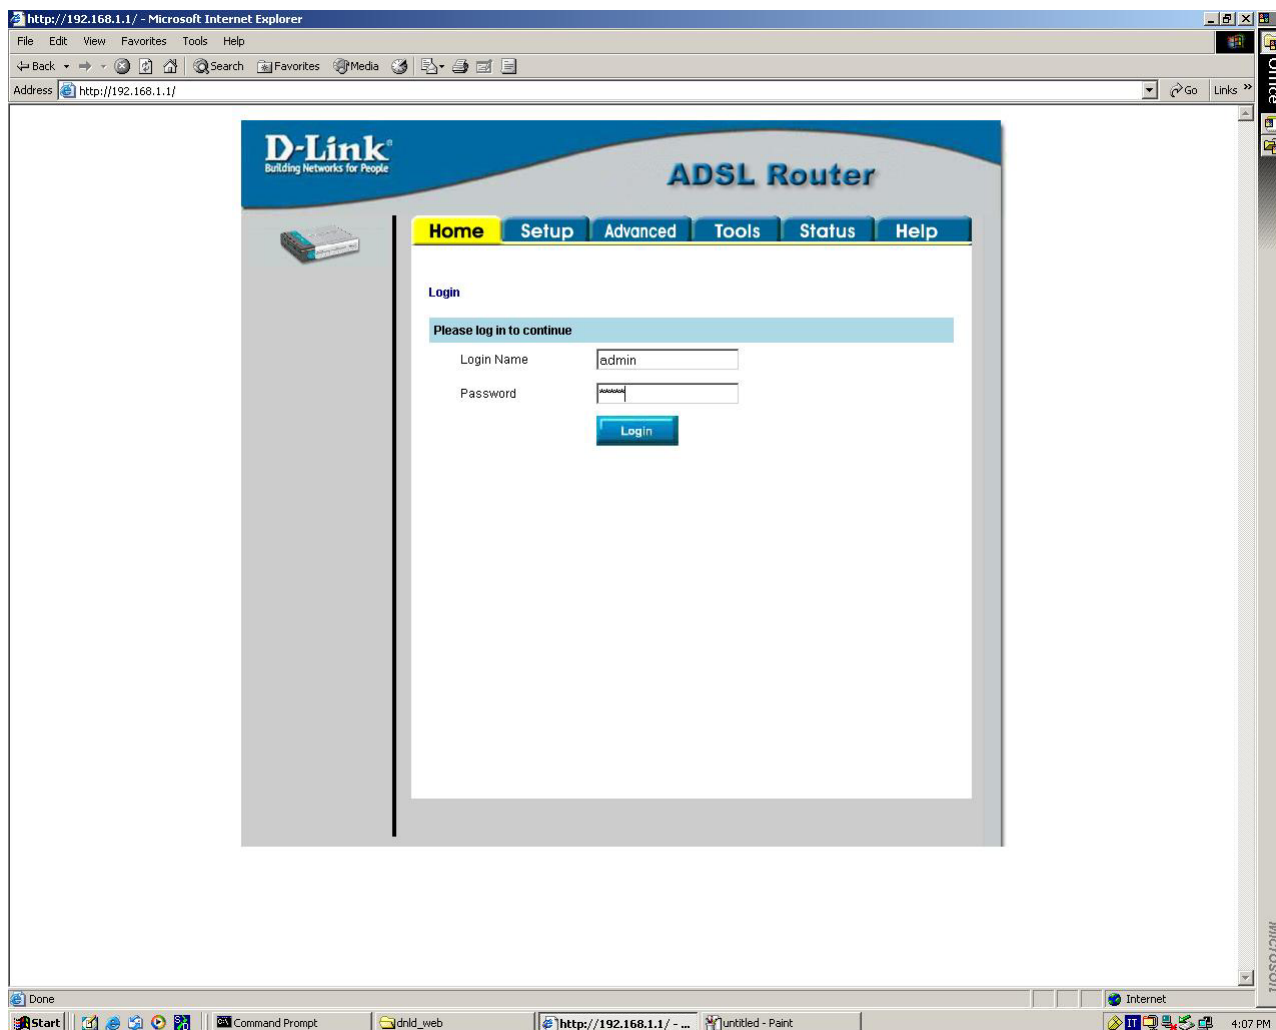 http://192.168.1.1/ - Microsoft Internet Explorer
File Edit View Favorites Tools Help
Back Search Favorites Media
Address http://192.168.1.1/ Go Links »
Office
D-Link
Building Networks for People
ADSL Router
Home Setup Advanced Tools Status Help
Login
Please log in to continue
Login Name admin
Password *****
Login
Microsoft
Done Internet
Start Command Prompt dnld_web http://192.168.1.1/ - ... untitled - Paint IT 4:07 PM